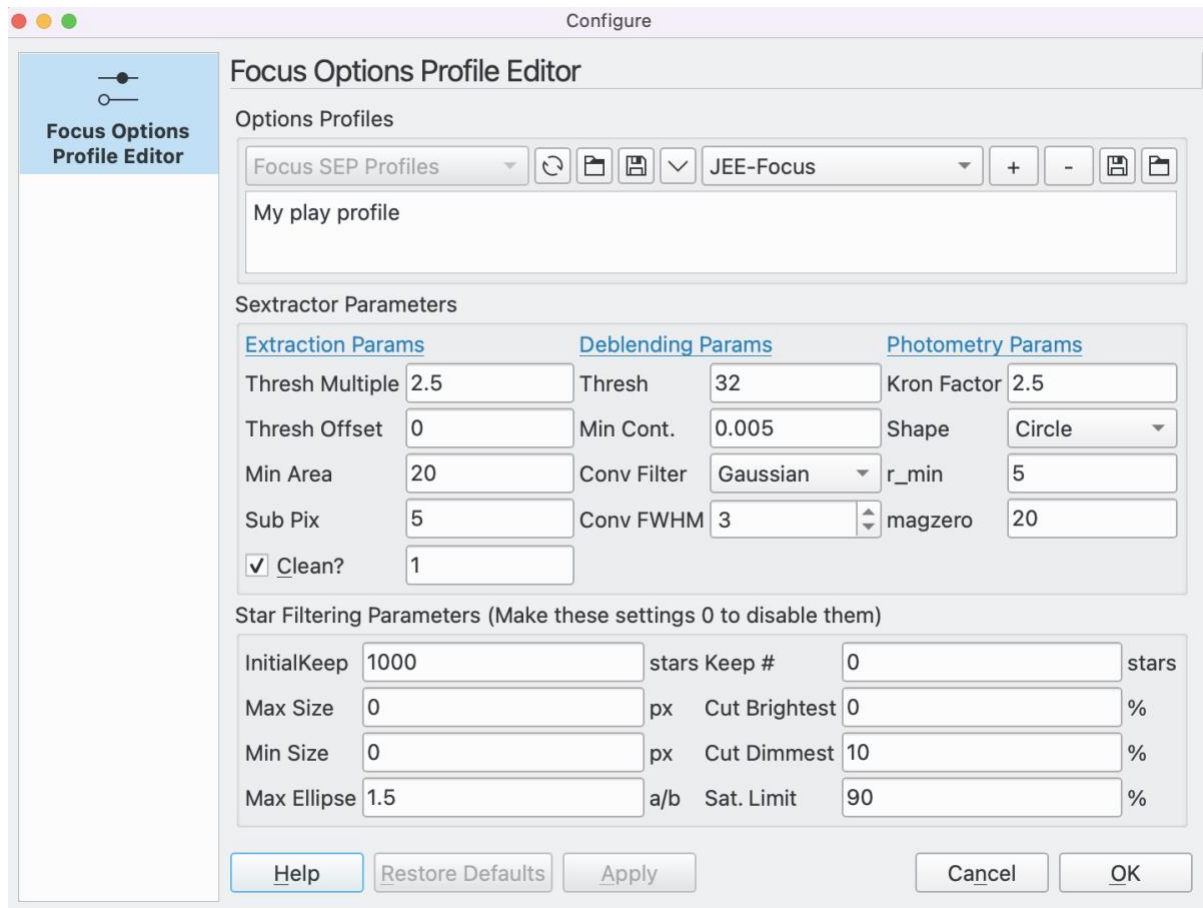 Configure
Focus Options
Profile Editor
Focus Options Profile Editor
Options Profiles
Focus SEP Profiles JEE-Focus + -
My play profile
Sextractor Parameters
Extraction Params Deblending Params Photometry Params
Thresh Multiple 2.5 Thresh 32 Kron Factor 2.5
Thresh Offset 0 Min Cont. 0.005 Shape Circle
Min Area 20 Conv Filter Gaussian r_min 5
Sub Pix 5 Conv FWHM 3 magzero 20
Clean? 1
Star Filtering Parameters (Make these settings 0 to disable them)
InitialKeep 1000 stars Keep # 0 stars
Max Size 0 px Cut Brightest 0 %
Min Size 0 px Cut Dimmest 10 %
Max Ellipse 1.5 a/b Sat. Limit 90 %
Help Restore Defaults Apply Cancel OK